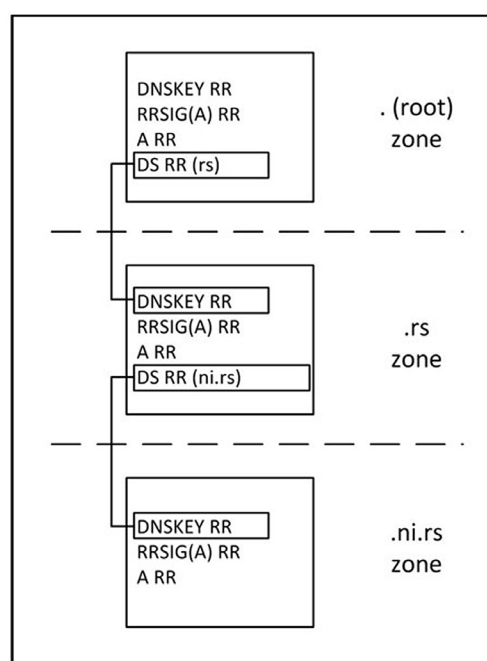 DNSKEY RR
RRSIG(A) RR
A RR
DS RR (rs)
. (root)
zone
DNSKEY RR
RRSIG(A) RR
A RR
DS RR (ni.rs)
.rs
zone
DNSKEY RR
RRSIG(A) RR
A RR
.ni.rs
zone